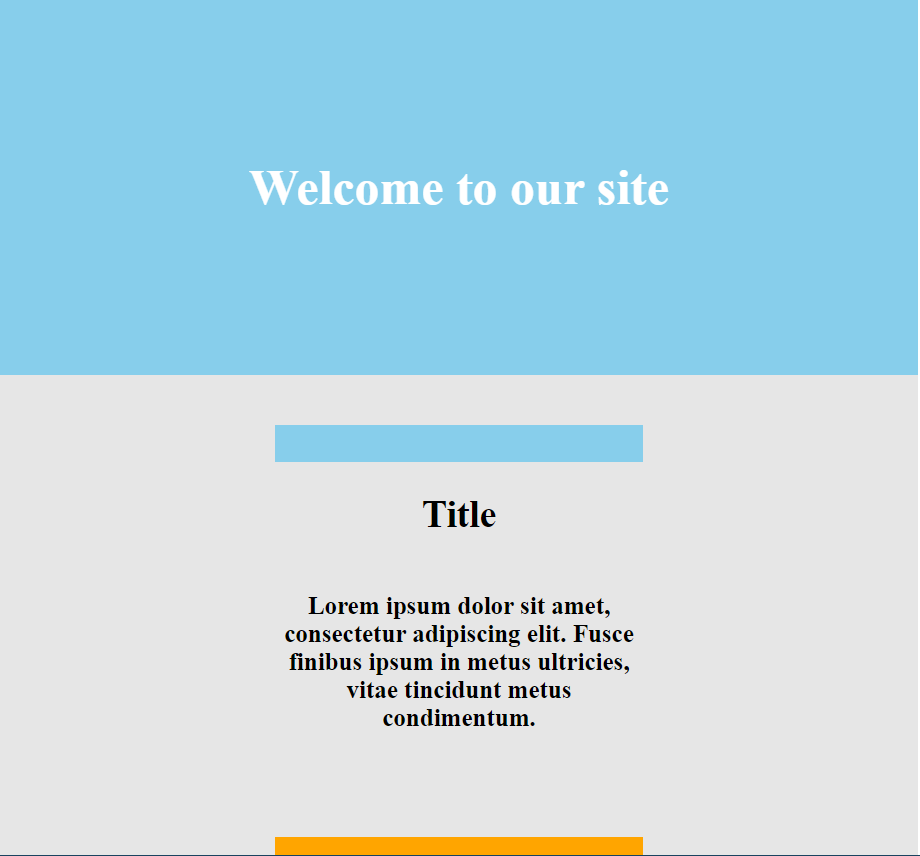 Welcome to our site
Title
Lorem ipsum dolor sit amet,
consectetur adipiscing elit. Fusce
finibus ipsum in metus ultricies,
vitae tincidunt metus
condimentum.